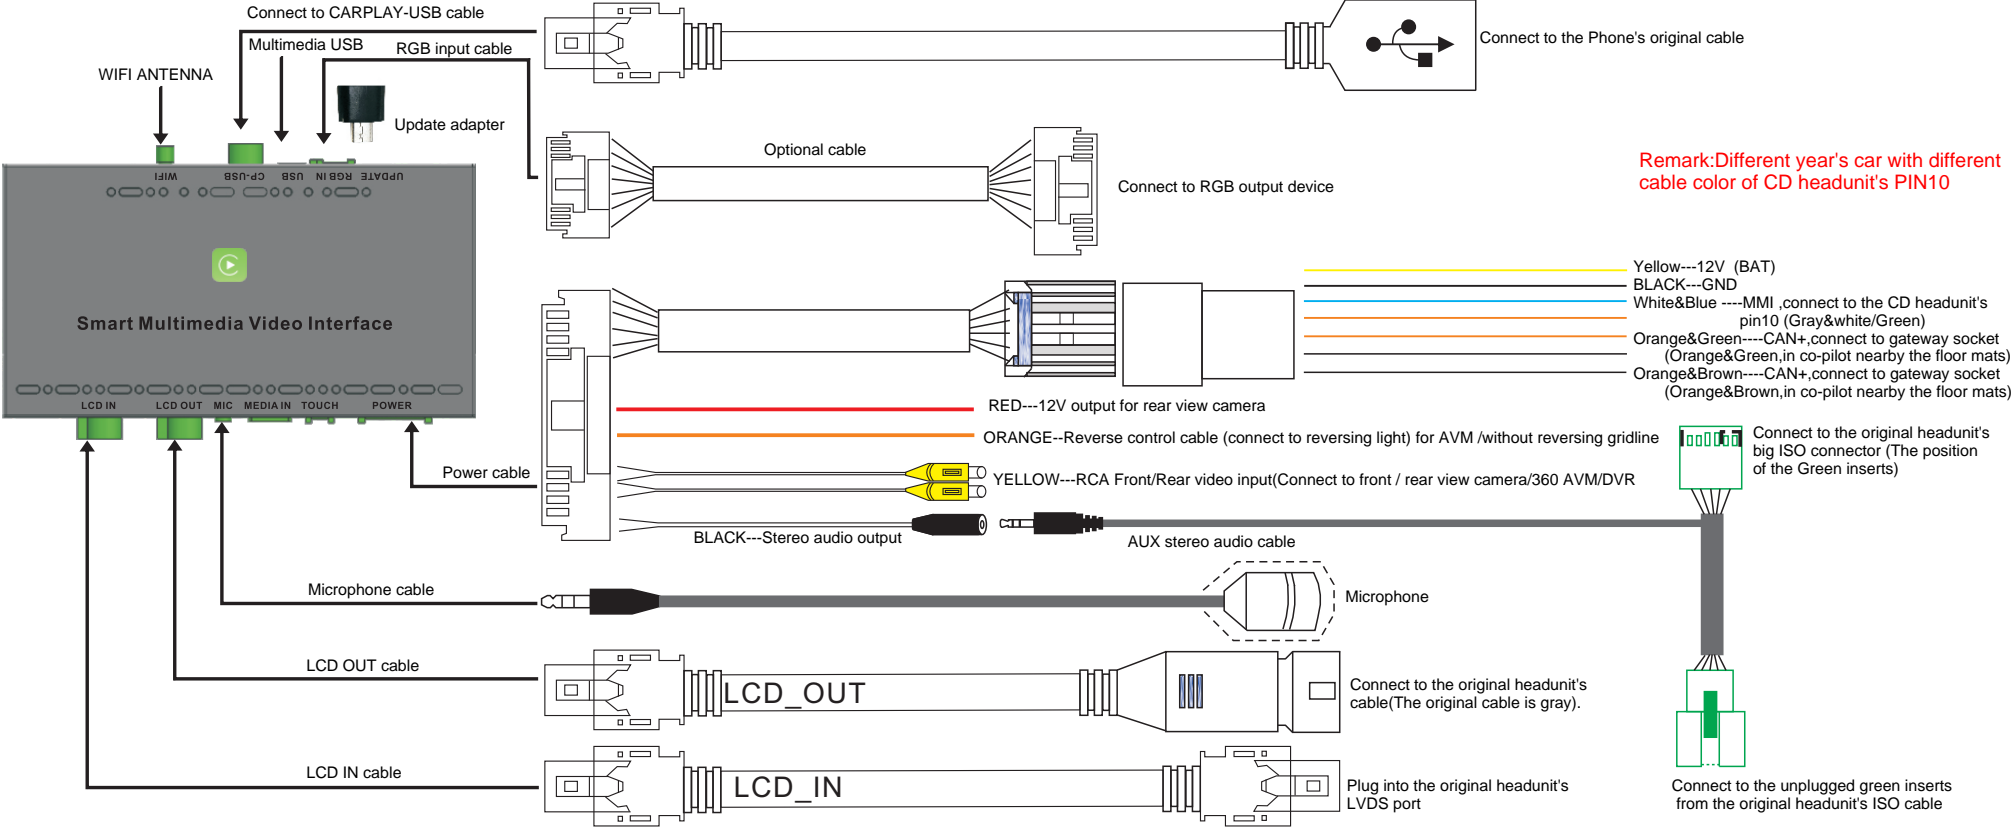 Connect to CARPLAY-USB cable
Multimedia USB
RGB input cable
WIFI ANTENNA
Update adapter
Connect to the Phone's original cable
Optional cable
Connect to RGB output device
Remark:Different year's car with different
cable color of CD headunit's PIN10
WIFI
CP-USB
USB
RGB IN
UPDATE
Smart Multimedia Video Interface
LCD IN
LCD OUT
MIC
MEDIA IN
TOUCH
POWER
Yellow---12V (BAT)
BLACK---GND
White&Blue ----MMI ,connect to the CD headunit's
pin10 (Gray&white/Green)
Orange&Green----CAN+,connect to gateway socket
(Orange&Green,in co-pilot nearby the floor mats)
Orange&Brown----CAN+,connect to gateway socket
(Orange&Brown,in co-pilot nearby the floor mats)
RED---12V output for rear view camera
ORANGE--Reverse control cable (connect to reversing light) for AVM /without reversing gridline
Power cable
YELLOW---RCA Front/Rear video input(Connect to front / rear view camera/360 AVM/DVR
Connect to the original headunit's
big ISO connector (The position
of the Green inserts)
BLACK---Stereo audio output
AUX stereo audio cable
Microphone cable
Microphone
LCD OUT cable
LCD_OUT
Connect to the original headunit's
cable(The original cable is gray).
LCD IN cable
LCD_IN
Plug into the original headunit's
LVDS port
Connect to the unplugged green inserts
from the original headunit's ISO cable